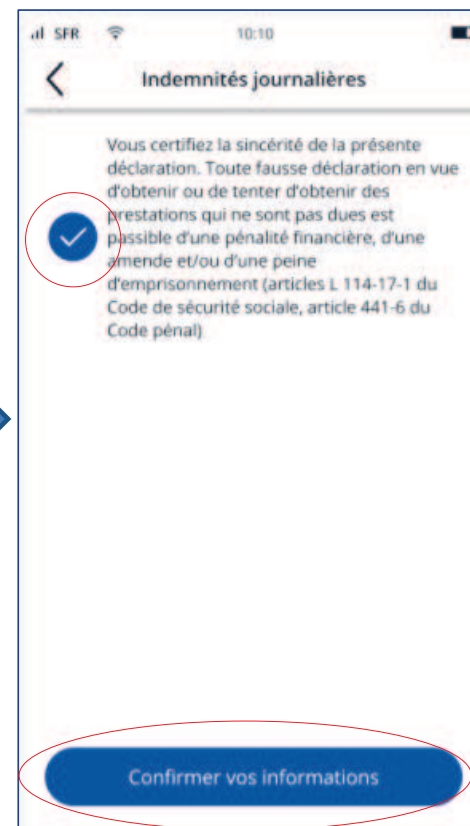 SFR 10:10
Indemnités journalières
Vous certifiez la sincérité de la présente
déclaration. Toute fausse déclaration en vue
d'obtenir ou de tenter d'obtenir des
prestations qui ne sont pas dues est
passible d'une pénalité financière, d'une
amende et/ou d'une peine
d'emprisonnement (articles L 114-17-1 du
Code de sécurité sociale, article 441-6 du
Code pénal)
Confirmer vos informations